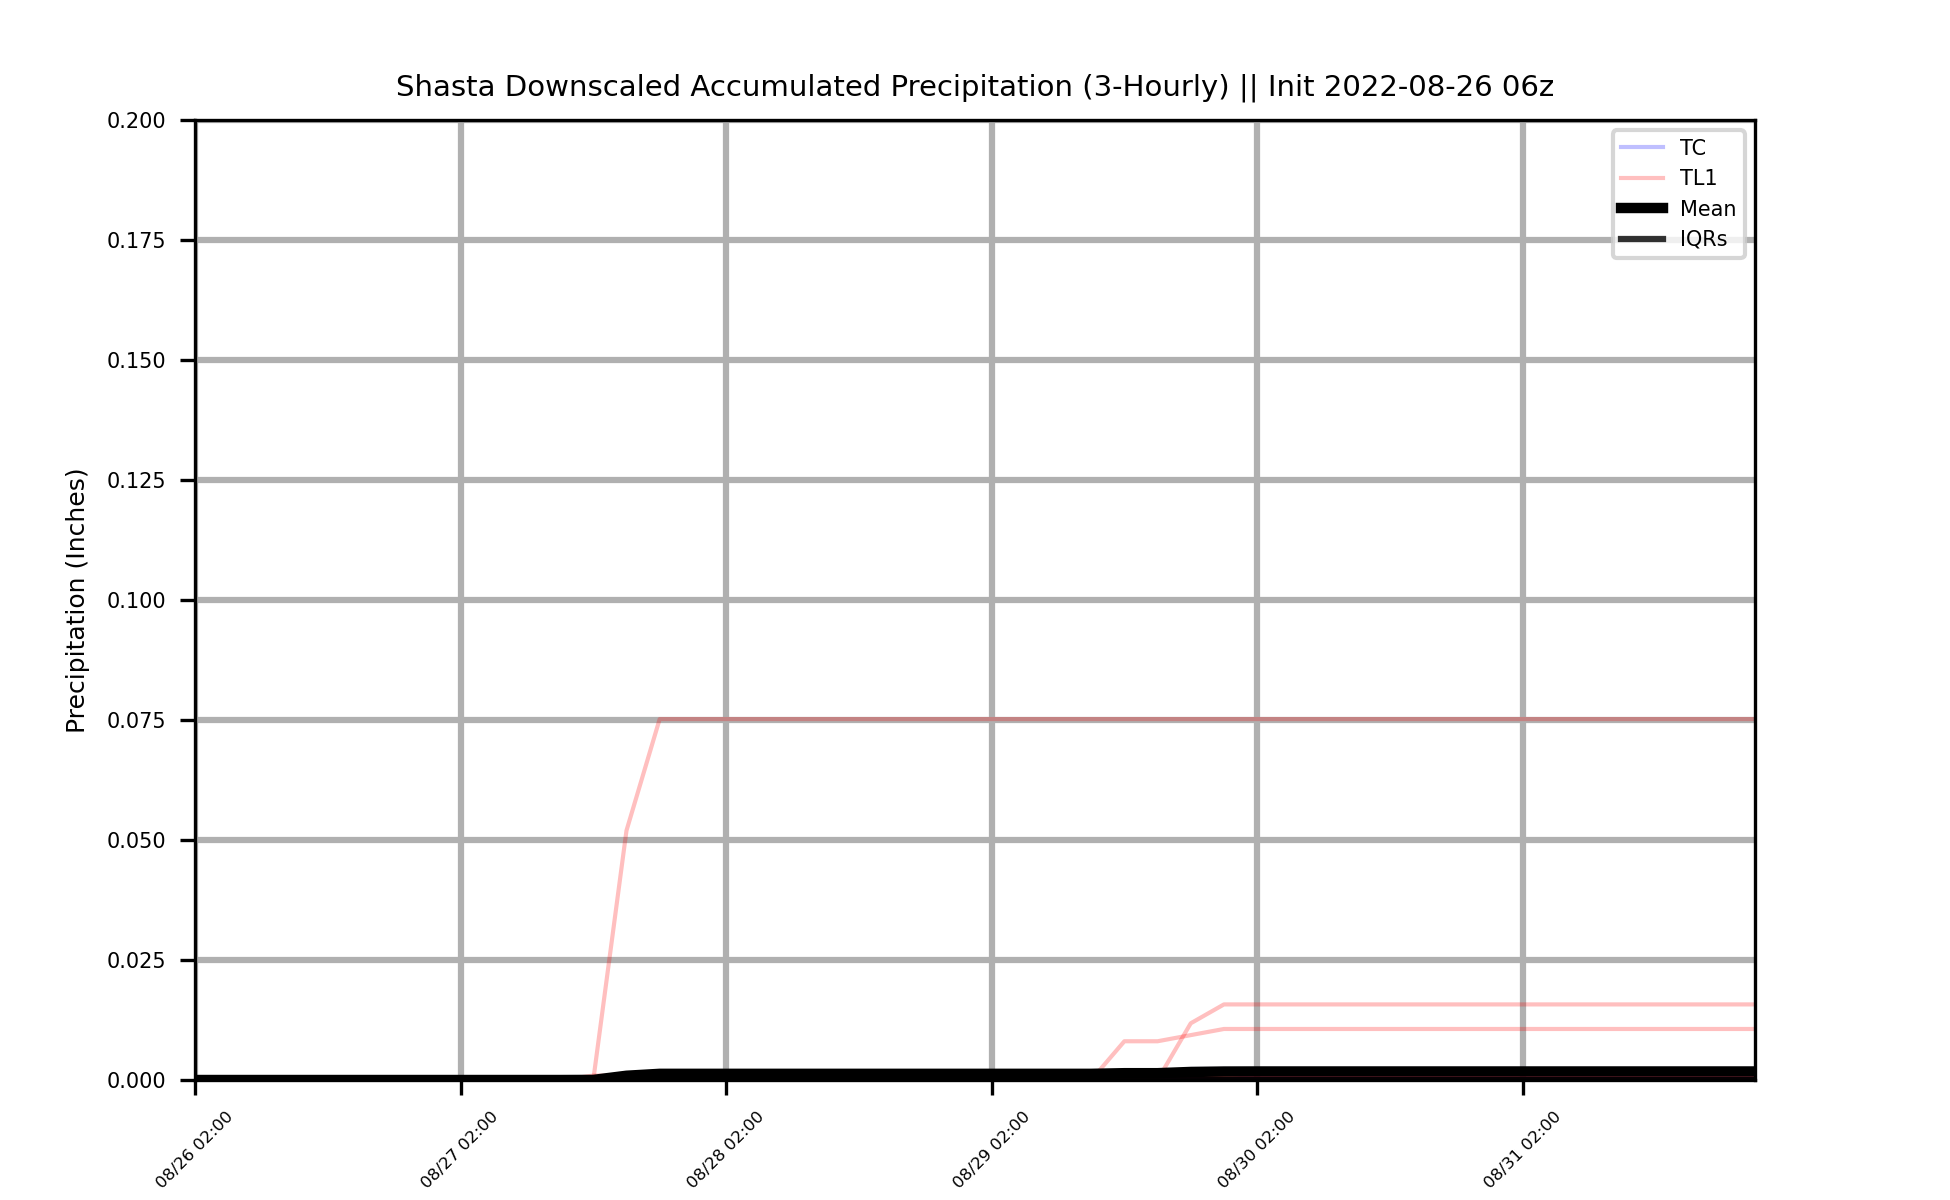 Shasta Downscaled Accumulated Precipitation (3-Hourly) || Init 2022-08-26 06z
TC
TL1
Mean
IQRs
Precipitation (Inches)
0.200
0.175
0.150
0.125
0.100
0.075
0.050
0.025
0.000
08/26 02:00
08/27 02:00
08/28 02:00
08/29 02:00
08/30 02:00
08/31 02:00